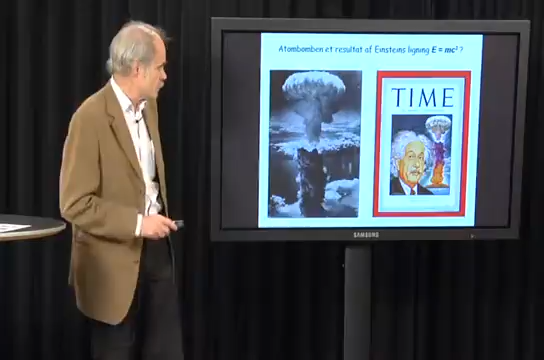 Atombomben et resultat af Einsteins ligning E = mc² ?
TIME
SAMSUNG